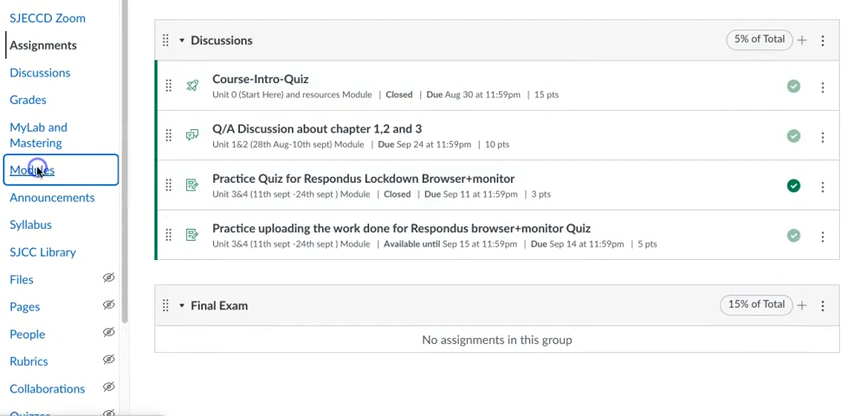 SJECCD Zoom
Assignments
Discussions
Grades
MyLab and
Mastering
Modules
Announcements
Syllabus
SJCC Library
Files
Pages
People
Rubrics
Collaborations
Quizzes
Discussions
5% of Total
Course-Intro-Quiz
Unit 0 (Start Here) and resources Module | Closed | Due Aug 30 at 11:59pm | 15 pts
Q/A Discussion about chapter 1,2 and 3
Unit 1&2 (28th Aug-10th sept) Module | Due Sep 24 at 11:59pm | 10 pts
Practice Quiz for Respondus Lockdown Browser+monitor
Unit 3&4 (11th sept -24th sept ) Module | Closed | Due Sep 11 at 11:59pm | 3 pts
Practice uploading the work done for Respondus browser+monitor Quiz
Unit 3&4 (11th sept -24th sept ) Module | Available until Sep 15 at 11:59pm | Due Sep 14 at 11:59pm | 5 pts
Final Exam
15% of Total
No assignments in this group